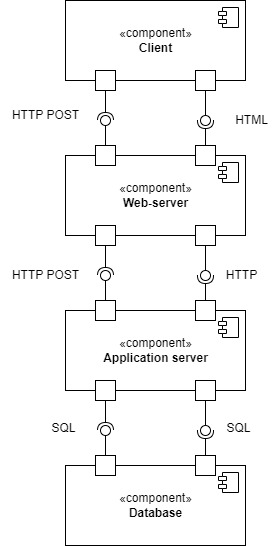 «component»
Client
HTTP POST
HTML
«component»
Web-server
HTTP POST
HTTP
«component»
Application server
SQL
SQL
«component»
Database